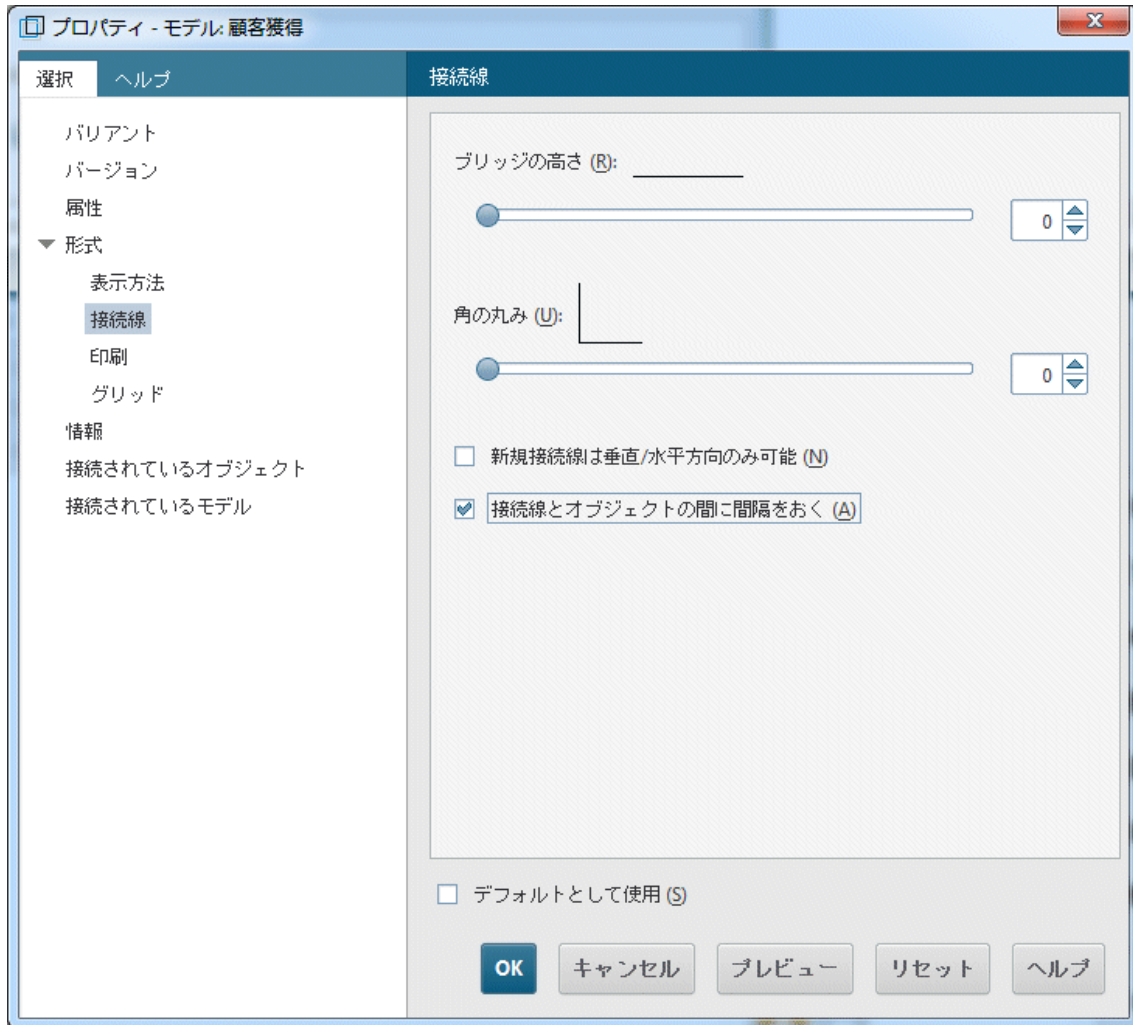 プロパティ - モデル: 顧客獲得
選択 ヘルプ
バリアント
バージョン
属性
形式
表示方法
接続線
印刷
グリッド
情報
接続されているオブジェクト
接続されているモデル
接続線
ブリッジの高さ (R):
0
角の丸み (U):
0
新規接続線は垂直/水平方向のみ可能 (N)
接続線とオブジェクトの間に間隔をおく (A)
デフォルトとして使用 (S)
OK キャンセル プレビュー リセット ヘルプ